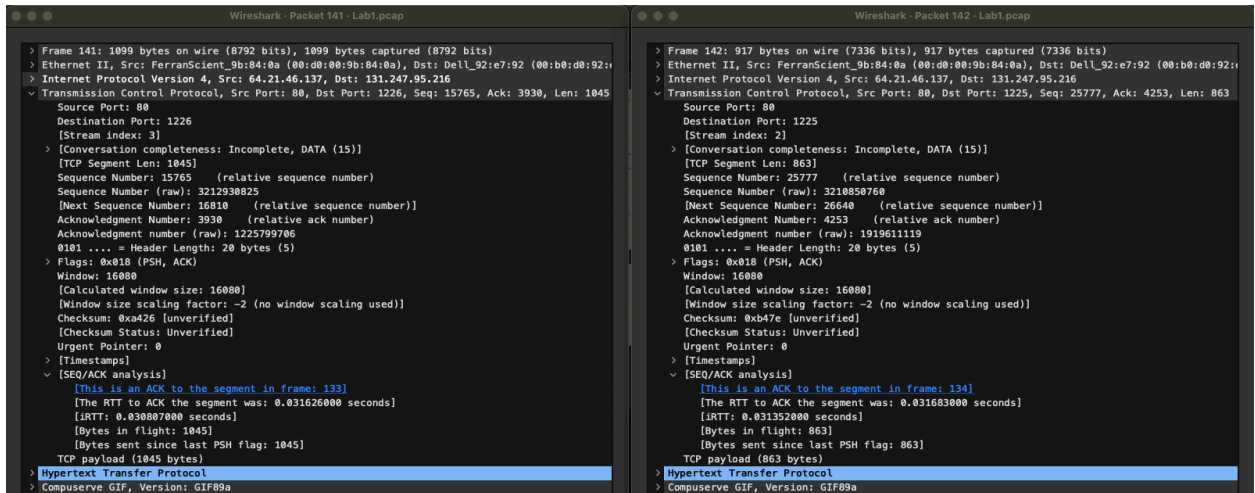 Wireshark · Packet 141 · Lab1.pcap
Frame 141: 1099 bytes on wire (8792 bits), 1099 bytes captured (8792 bits)
Ethernet II, Src: FerranScient_9b:84:0a (00:d0:00:9b:84:0a), Dst: Dell_92:e7:92 (00:b0:d0:92:
Internet Protocol Version 4, Src: 64.21.46.137, Dst: 131.247.95.216
Transmission Control Protocol, Src Port: 80, Dst Port: 1226, Seq: 15765, Ack: 3930, Len: 1045
Source Port: 80
Destination Port: 1226
[Stream index: 3]
[Conversation completeness: Incomplete, DATA (15)]
[TCP Segment Len: 1045]
Sequence Number: 15765 (relative sequence number)
Sequence Number (raw): 3212930825
[Next Sequence Number: 16810 (relative sequence number)]
Acknowledgment Number: 3930 (relative ack number)
Acknowledgment number (raw): 1225799706
0101 .... = Header Length: 20 bytes (5)
Flags: 0x018 (PSH, ACK)
Window: 16080
[Calculated window size: 16080]
[Window size scaling factor: -2 (no window scaling used)]
Checksum: 0xa426 [unverified]
[Checksum Status: Unverified]
Urgent Pointer: 0
[Timestamps]
[SEQ/ACK analysis]
[This is an ACK to the segment in frame: 133]
[The RTT to ACK the segment was: 0.031626000 seconds]
[iRTT: 0.030807000 seconds]
[Bytes in flight: 1045]
[Bytes sent since last PSH flag: 1045]
TCP payload (1045 bytes)
Hypertext Transfer Protocol
Compuserve GIF, Version: GIF89a
Wireshark · Packet 142 · Lab1.pcap
Frame 142: 917 bytes on wire (7336 bits), 917 bytes captured (7336 bits)
Ethernet II, Src: FerranScient_9b:84:0a (00:d0:00:9b:84:0a), Dst: Dell_92:e7:92 (00:b0:d0:92:
Internet Protocol Version 4, Src: 64.21.46.137, Dst: 131.247.95.216
Transmission Control Protocol, Src Port: 80, Dst Port: 1225, Seq: 25777, Ack: 4253, Len: 863
Source Port: 80
Destination Port: 1225
[Stream index: 2]
[Conversation completeness: Incomplete, DATA (15)]
[TCP Segment Len: 863]
Sequence Number: 25777 (relative sequence number)
Sequence Number (raw): 3210850760
[Next Sequence Number: 26640 (relative sequence number)]
Acknowledgment Number: 4253 (relative ack number)
Acknowledgment number (raw): 1919611119
0101 .... = Header Length: 20 bytes (5)
Flags: 0x018 (PSH, ACK)
Window: 16080
[Calculated window size: 16080]
[Window size scaling factor: -2 (no window scaling used)]
Checksum: 0xb47e [unverified]
[Checksum Status: Unverified]
Urgent Pointer: 0
[Timestamps]
[SEQ/ACK analysis]
[This is an ACK to the segment in frame: 134]
[The RTT to ACK the segment was: 0.031683000 seconds]
[iRTT: 0.031352000 seconds]
[Bytes in flight: 863]
[Bytes sent since last PSH flag: 863]
TCP payload (863 bytes)
Hypertext Transfer Protocol
Compuserve GIF, Version: GIF89a